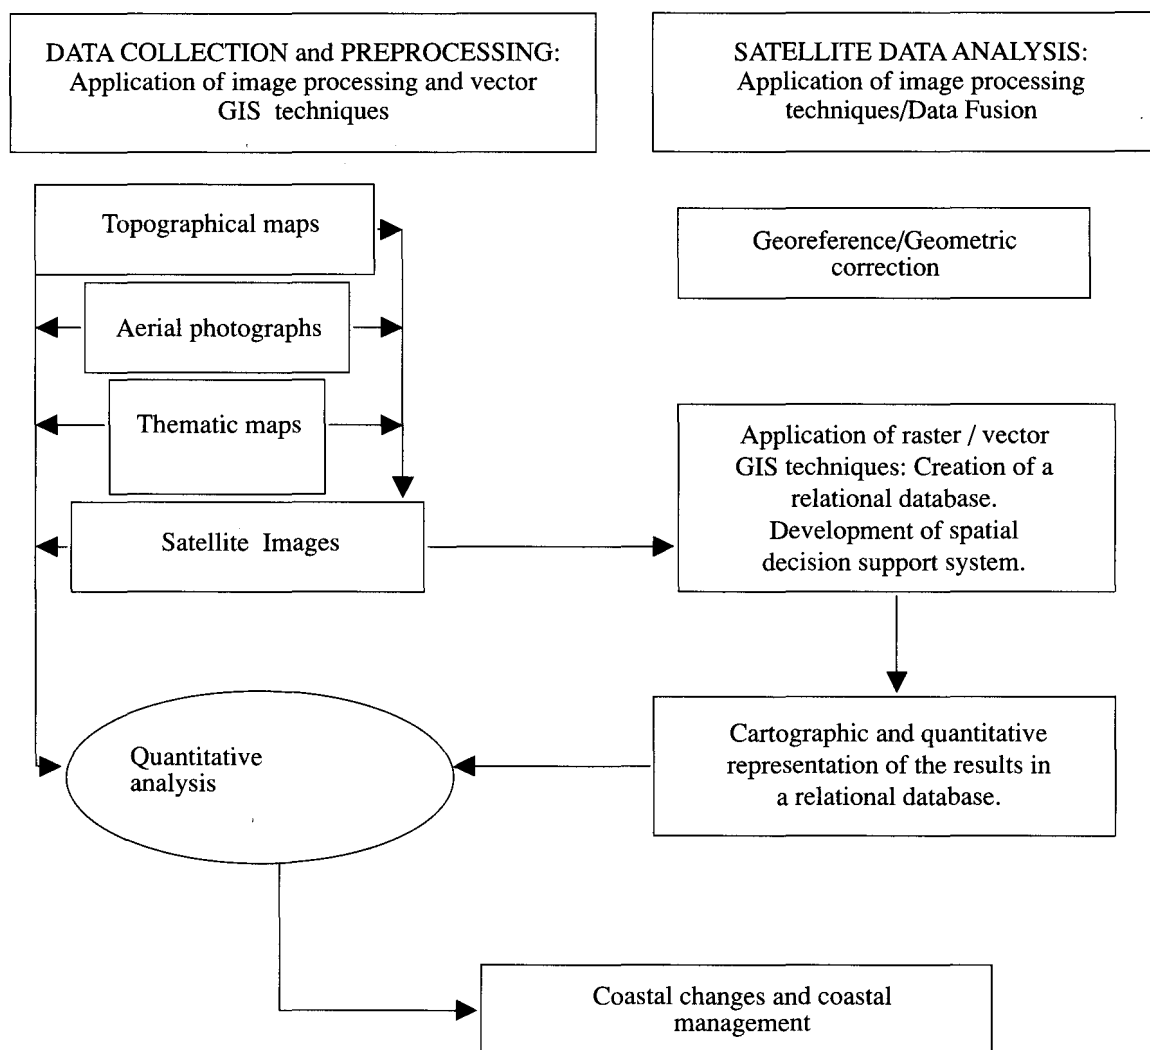 DATA COLLECTION and PREPROCESSING:
Application of image processing and vector
GIS techniques
SATELLITE DATA ANALYSIS:
Application of image processing
techniques/Data Fusion
Topographical maps
Georeference/Geometric
correction
Aerial photographs
Thematic maps
Application of raster / vector
GIS techniques: Creation of a
relational database.
Development of spatial
decision support system.
Satellite Images
Quantitative
analysis
Cartographic and quantitative
representation of the results in
a relational database.
Coastal changes and coastal
management